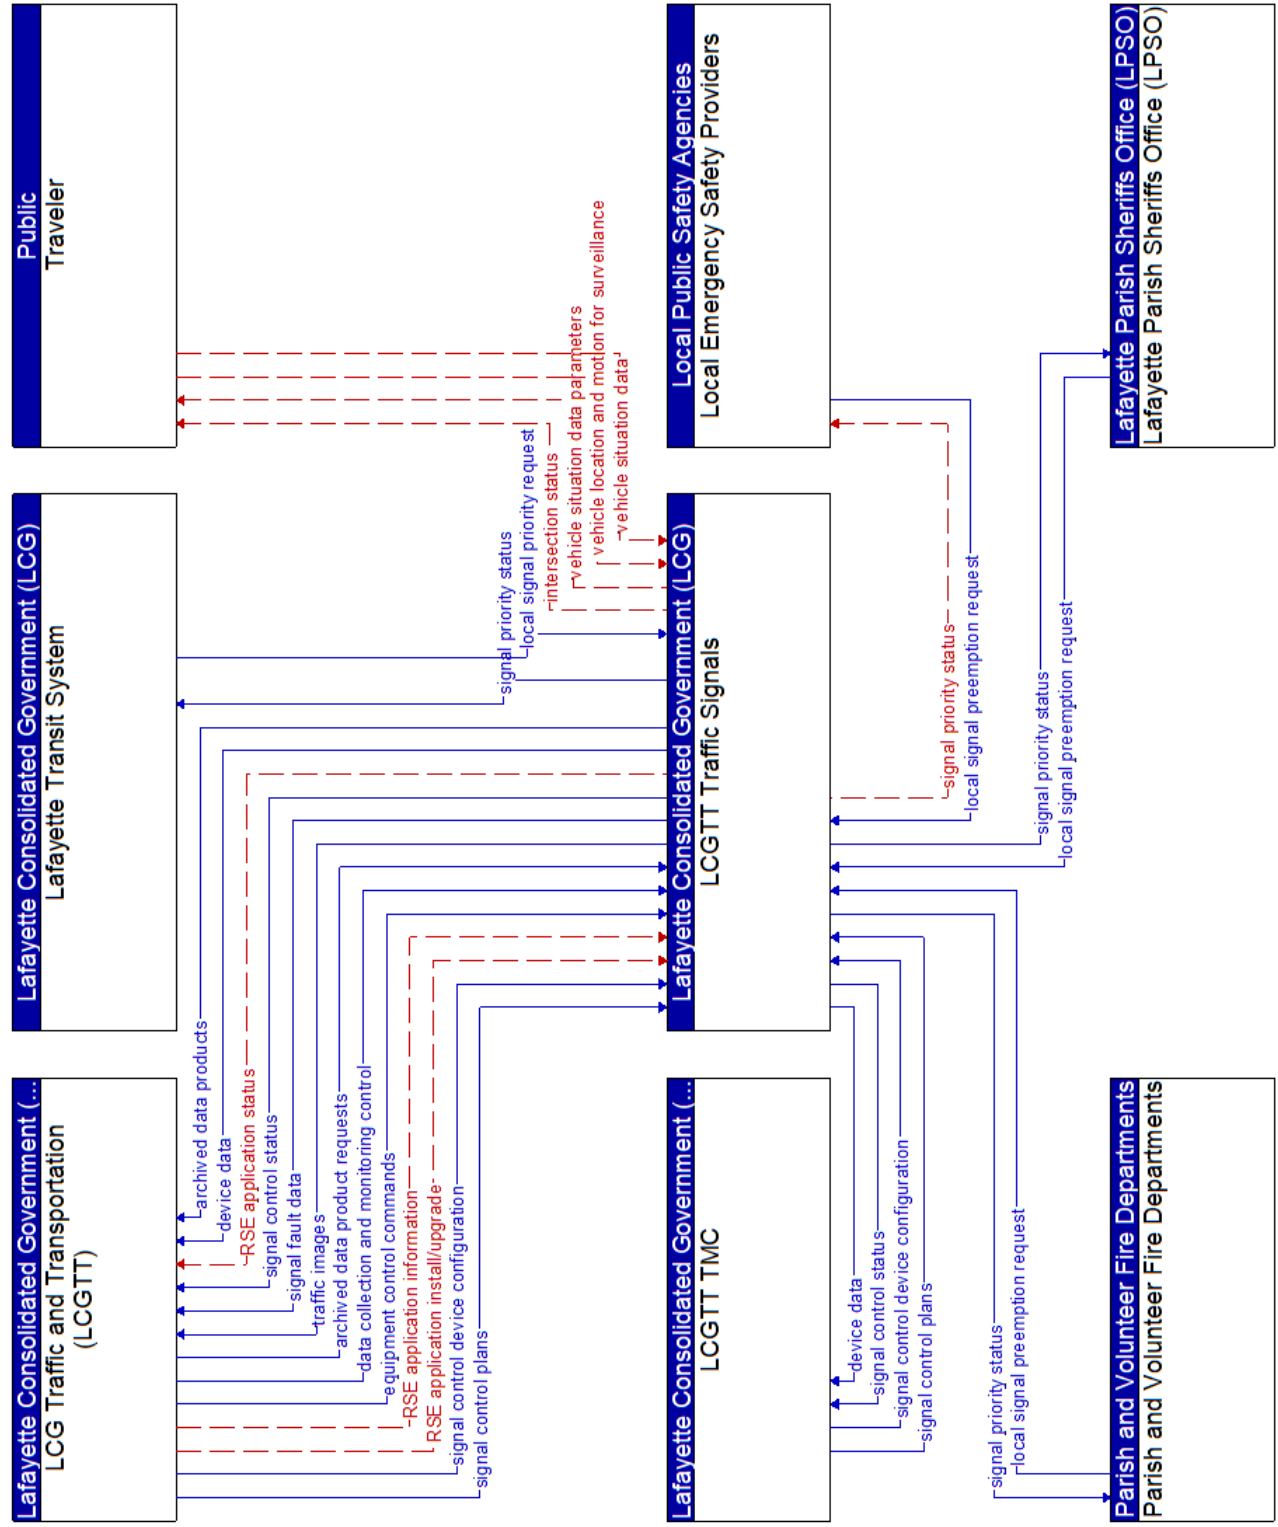 Lafayette Consolidated Government (...
LCG Traffic and Transportation
(LCGTT)
Lafayette Consolidated Government (LCG)
Lafayette Transit System
Public
Traveler
archived data products
device data
RSE application status
signal control status
signal fault data
traffic images
archived data product requests
data collection and monitoring control
equipment control commands
RSE application information
RSE application install/upgrade
signal control device configuration
signal control plans
signal priority status
local signal priority request
intersection status
vehicle situation data parameters
vehicle location and motion for surveillance
vehicle situation data
Lafayette Consolidated Government (...
LCGTT TMC
Lafayette Consolidated Government (LCG)
LCGTT Traffic Signals
Local Public Safety Agencies
Local Emergency Safety Providers
device data
signal control status
signal control device configuration
signal control plans
signal priority status
local signal preemption request
signal priority status
local signal preemption request
signal priority status
local signal preemption request
Parish and Volunteer Fire Departments
Parish and Volunteer Fire Departments
Lafayette Parish Sheriffs Office (LPSO)
Lafayette Parish Sheriffs Office (LPSO)